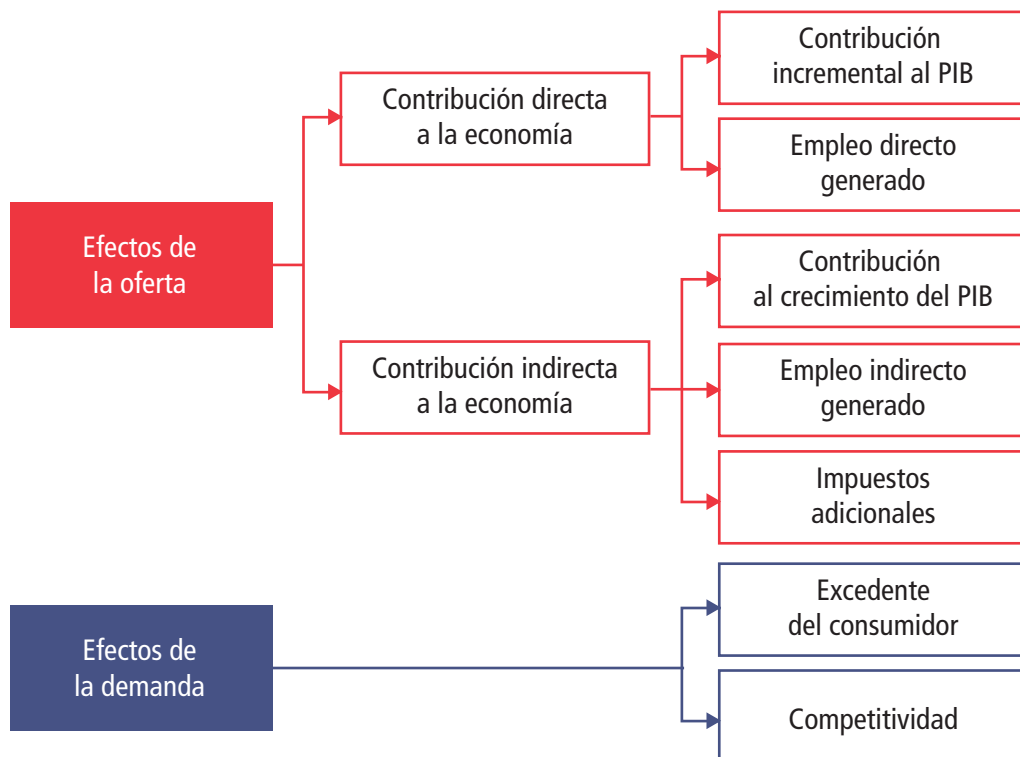 Efectos de
la oferta
Contribución directa
a la economía
Contribución
incremental al PIB
Empleo directo
generado
Contribución indirecta
a la economía
Contribución
al crecimiento del PIB
Empleo indirecto
generado
Impuestos
adicionales
Efectos de
la demanda
Excedente
del consumidor
Competitividad